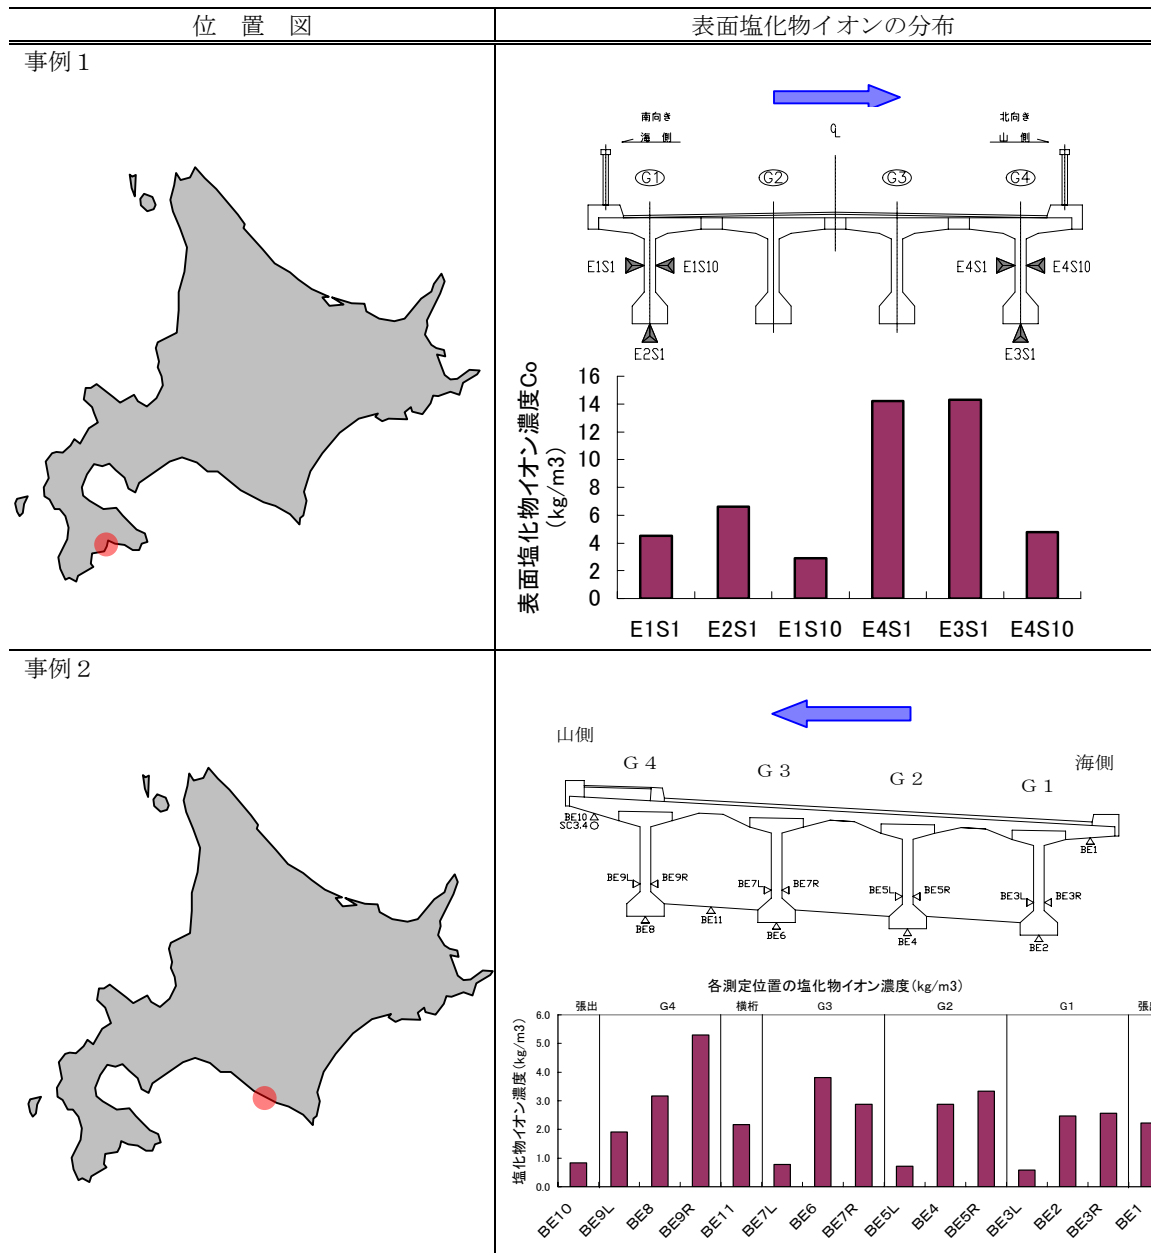 位　置　図
表面塩化物イオンの分布
事例１
南向き
海　側
北向き
山　側
℄
G1
G2
G3
G4
E1S1
E1S10
E4S1
E4S10
E2S1
E3S1
表面塩化物イオン濃度Co
(kg/m3)
16
14
12
10
8
6
4
2
0
E1S1 E2S1 E1S10 E4S1 E3S1 E4S10
事例２
山側
海側
Ｇ４
Ｇ３
Ｇ２
Ｇ１
BE10
SC3.4
BE1
BE9L
BE9R
BE7L
BE7R
BE5L
BE5R
BE3L
BE3R
BE8
BE11
BE6
BE4
BE2
各測定位置の塩化物イオン濃度(kg/m3)
張出 G4 横桁 G3 G2 G1 張出
塩化物イオン濃度(kg/m3)
6.0
5.0
4.0
3.0
2.0
1.0
0.0
BE10 BE9L BE8 BE9R BE11 BE7L BE6 BE7R BE5L BE4 BE5R BE3L BE2 BE3R BE1